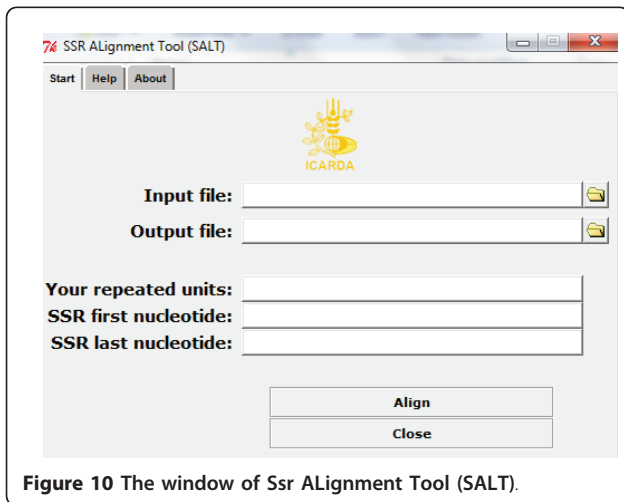 SSR ALignment Tool (SALT)
Start Help About
ICARDA
Input file:
Output file:
Your repeated units:
SSR first nucleotide:
SSR last nucleotide:
Align
Close
Figure 10 The window of Ssr ALignment Tool (SALT).